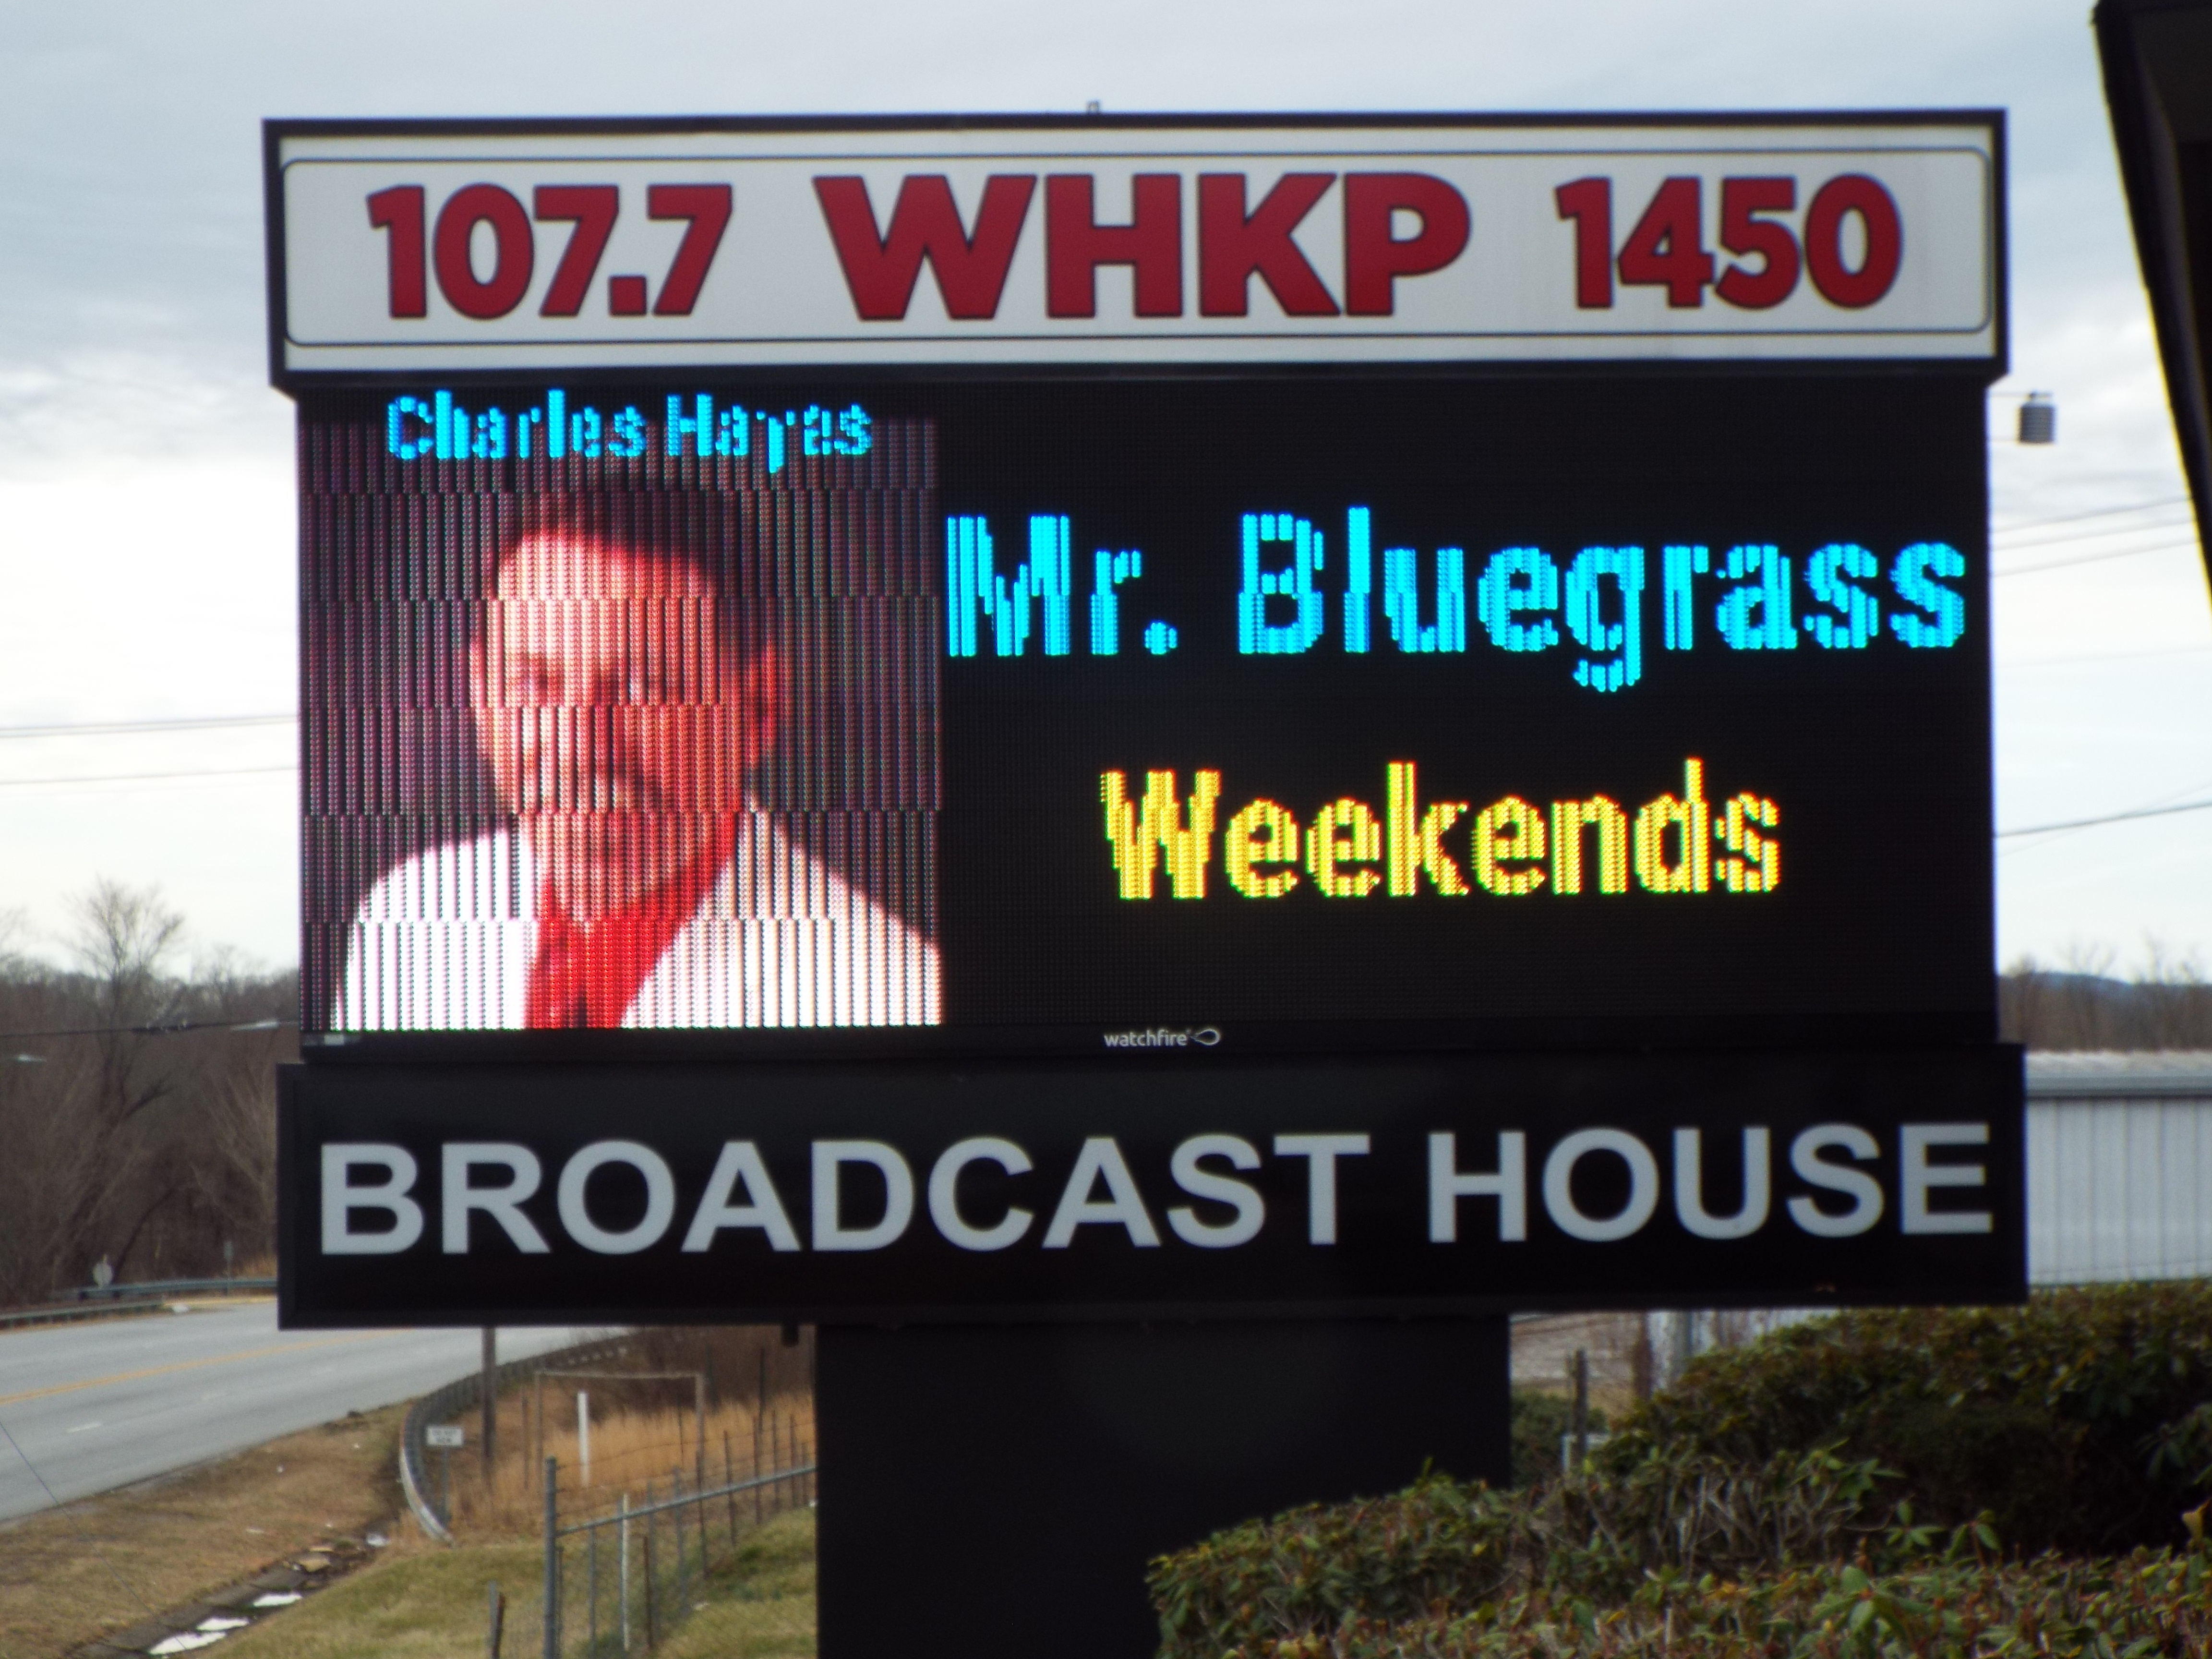 107.7 WHKP 1450
Charles Hayes
Mr. Bluegrass
Weekends
watchfire
BROADCAST HOUSE